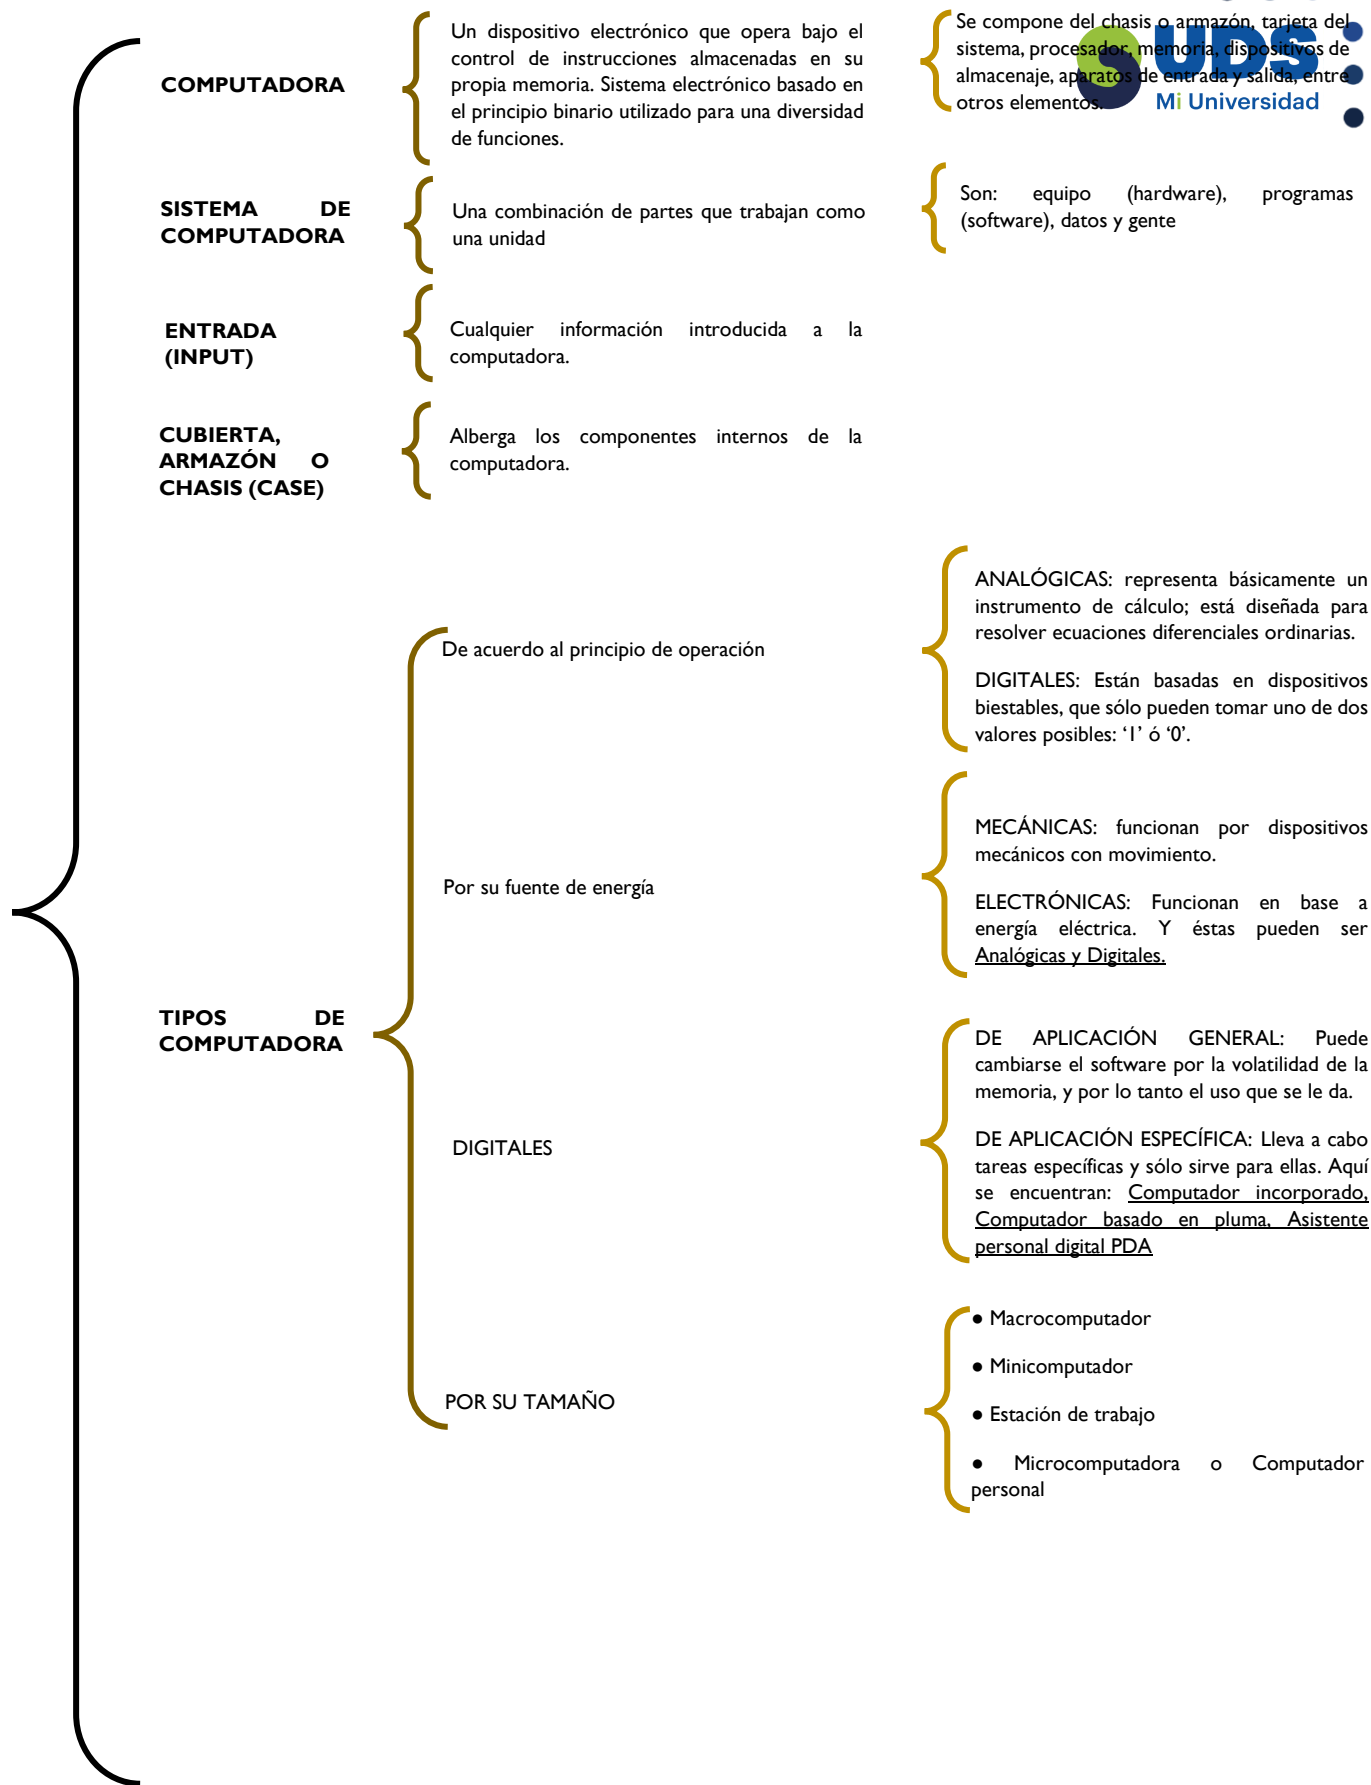 COMPUTADORA
Un dispositivo electrónico que opera bajo el
control de instrucciones almacenadas en su
propia memoria. Sistema electrónico basado en
el principio binario utilizado para una diversidad
de funciones.
Se compone del chasis o armazón, tarjeta del
sistema, procesador, memoria, dispositivos de
almacenaje, aparatos de entrada y salida, entre
otros elementos.
UDS
Mi Universidad
SISTEMA DE
COMPUTADORA
Una combinación de partes que trabajan como
una unidad
Son: equipo (hardware), programas
(software), datos y gente
ENTRADA
(INPUT)
Cualquier información introducida a la
computadora.
CUBIERTA,
ARMAZÓN O
CHASIS (CASE)
Alberga los componentes internos de la
computadora.
TIPOS DE
COMPUTADORA
De acuerdo al principio de operación
ANALÓGICAS: representa básicamente un
instrumento de cálculo; está diseñada para
resolver ecuaciones diferenciales ordinarias.
DIGITALES: Están basadas en dispositivos
biestables, que sólo pueden tomar uno de dos
valores posibles: ‘1’ ó ‘0’.
Por su fuente de energía
MECÁNICAS: funcionan por dispositivos
mecánicos con movimiento.
ELECTRÓNICAS: Funcionan en base a
energía eléctrica. Y éstas pueden ser
Analógicas y Digitales.
DIGITALES
DE APLICACIÓN GENERAL: Puede
cambiarse el software por la volatilidad de la
memoria, y por lo tanto el uso que se le da.
DE APLICACIÓN ESPECÍFICA: Lleva a cabo
tareas específicas y sólo sirve para ellas. Aquí
se encuentran: Computador incorporado,
Computador basado en pluma, Asistente
personal digital PDA
POR SU TAMAÑO
● Macrocomputador
● Minicomputador
● Estación de trabajo
● Microcomputadora o Computador
personal